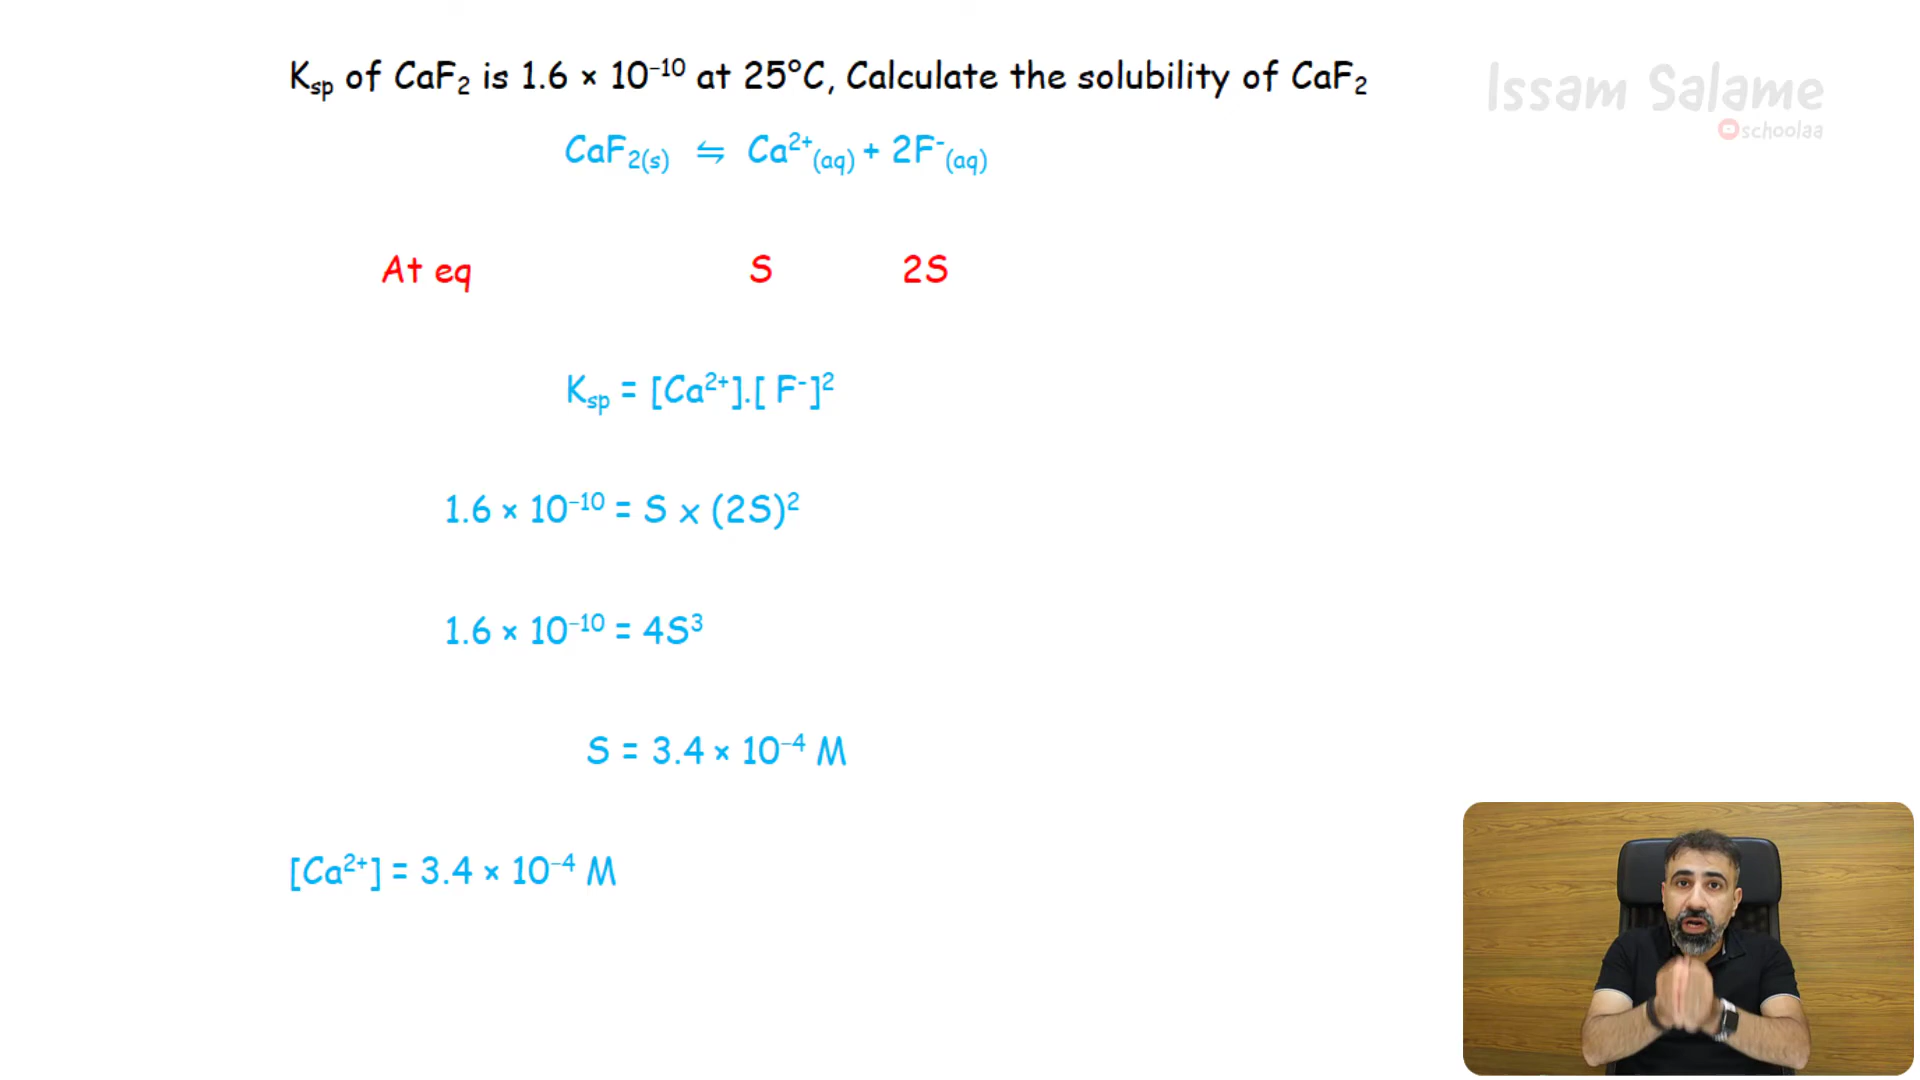 Kₛₚ of CaF₂ is 1.6 × 10⁻¹⁰ at 25°C, Calculate the solubility of CaF₂
Issam Salame
schoolaa
CaF₂₍ₛ₎ ⇋ Ca²⁺(aq) + 2F⁻(aq)
At eq S 2S
Kₛₚ = [Ca²⁺].[ F⁻]²
1.6 × 10⁻¹⁰ = S × (2S)²
1.6 × 10⁻¹⁰ = 4S³
S = 3.4 × 10⁻⁴ M
[Ca²⁺] = 3.4 × 10⁻⁴ M